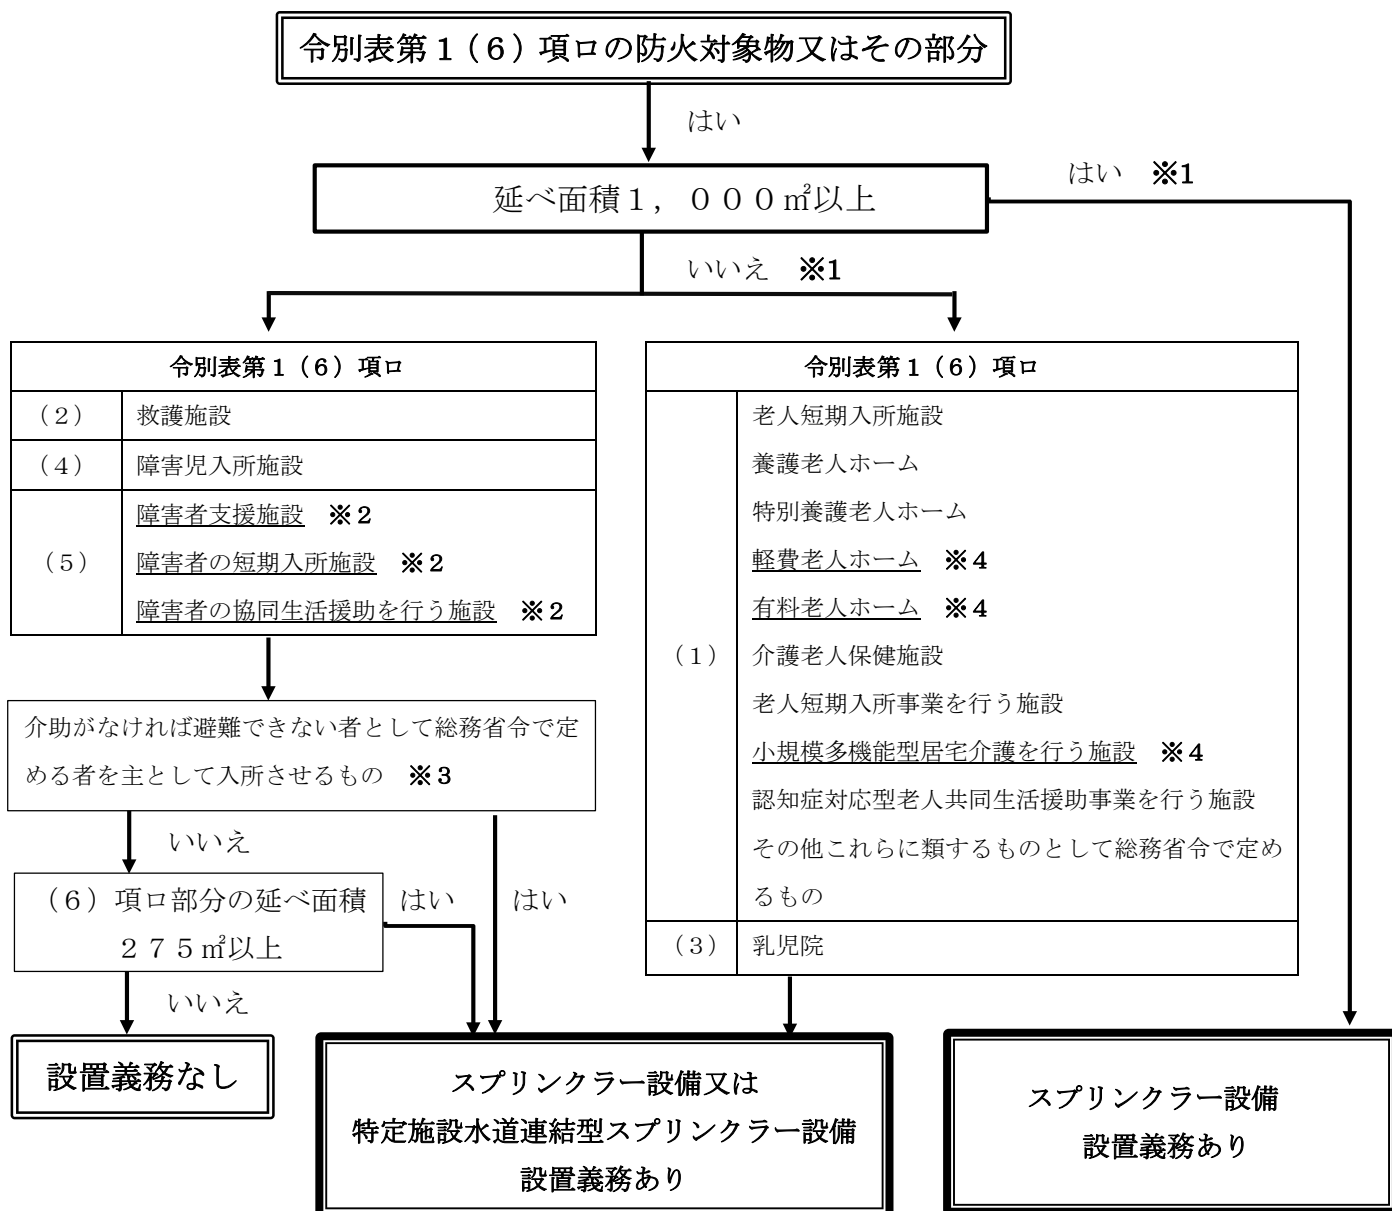 令別表第1（6）項ロの防火対象物又はその部分
はい
延べ面積１，０００㎡以上
はい　※1
いいえ　※1
令別表第1（6）項ロ
（２）　救護施設
（４）　障害児入所施設
（５）
障害者支援施設　※２
障害者の短期入所施設　※２
障害者の協同生活援助を行う施設　※２
介助がなければ避難できない者として総務省令で定
める者を主として入所させるもの　※３
いいえ
はい
（６）項ロ部分の延べ面積
２７５㎡以上
はい
いいえ
設置義務なし
令別表第1（6）項ロ
（１）
老人短期入所施設
養護老人ホーム
特別養護老人ホーム
軽費老人ホーム　※４
有料老人ホーム　※４
介護老人保健施設
老人短期入所事業を行う施設
小規模多機能型居宅介護を行う施設　※４
認知症対応型老人共同生活援助事業を行う施設
その他これらに類するものとして総務省令で定め
るもの
（３）　乳児院
スプリンクラー設備又は
特定施設水道連結型スプリンクラー設備
設置義務あり
スプリンクラー設備
設置義務あり